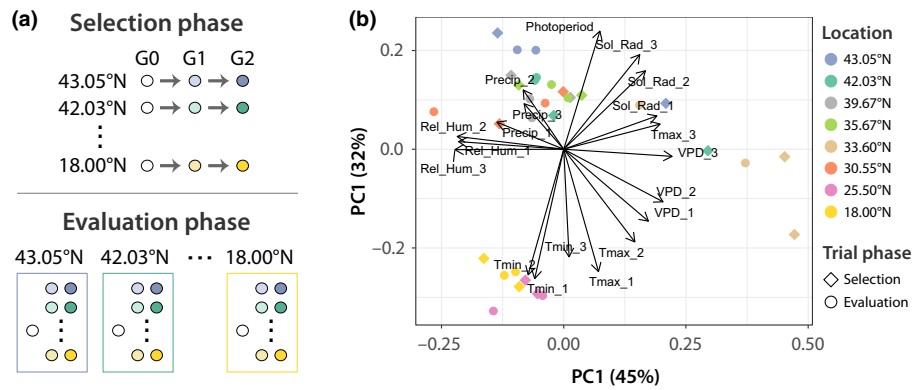 (a)
Selection phase
G0 G1 G2
43.05°N
42.03°N
⋮
18.00°N
Evaluation phase
43.05°N 42.03°N ··· 18.00°N
⋮ ⋮ ⋮
(b)
PC1 (32%)
0.2
0.0
−0.2
Photoperiod
Sol_Rad_3
Precip_2
Sol_Rad_2
Sol_Rad_1
Precip_3
Rel_Hum_2
Precip_1
Tmax_3
Rel_Hum_1
VPD_3
Rel_Hum_3
VPD_2
VPD_1
Tmin_3
Tmax_2
Tmin_2
Tmax_1
Tmin_1
−0.25 0.00 0.25 0.50
PC1 (45%)
Location
43.05°N
42.03°N
39.67°N
35.67°N
33.60°N
30.55°N
25.50°N
18.00°N
Trial phase
Selection
Evaluation